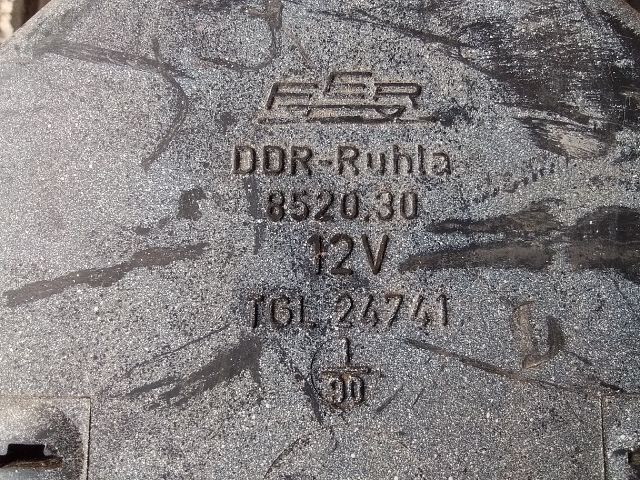 FER
DDR-Ruhla
8520.30
12V
TGL 24741
1
90